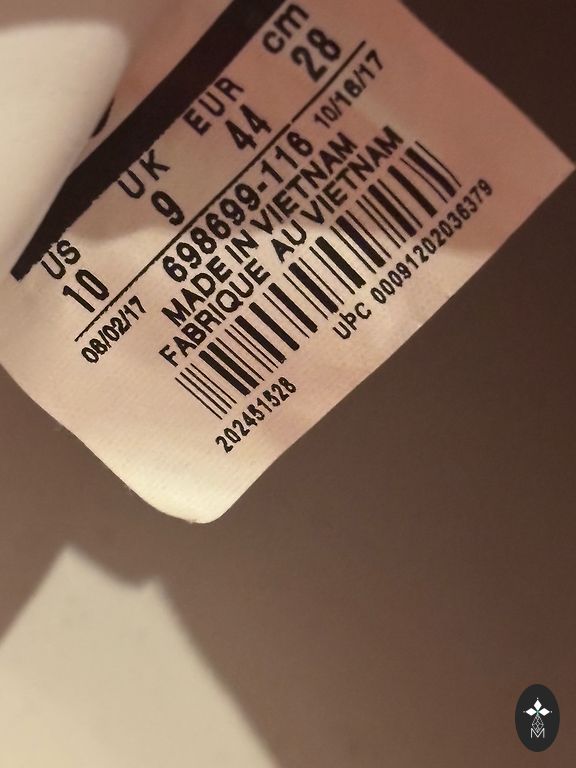 US UK EUR cm
10 9 44 28
08/02/17 698699-116 10/16/17
MADE IN VIETNAM
FABRIQUE AU VIETNAM
202451528 UPC 00091202036379
M